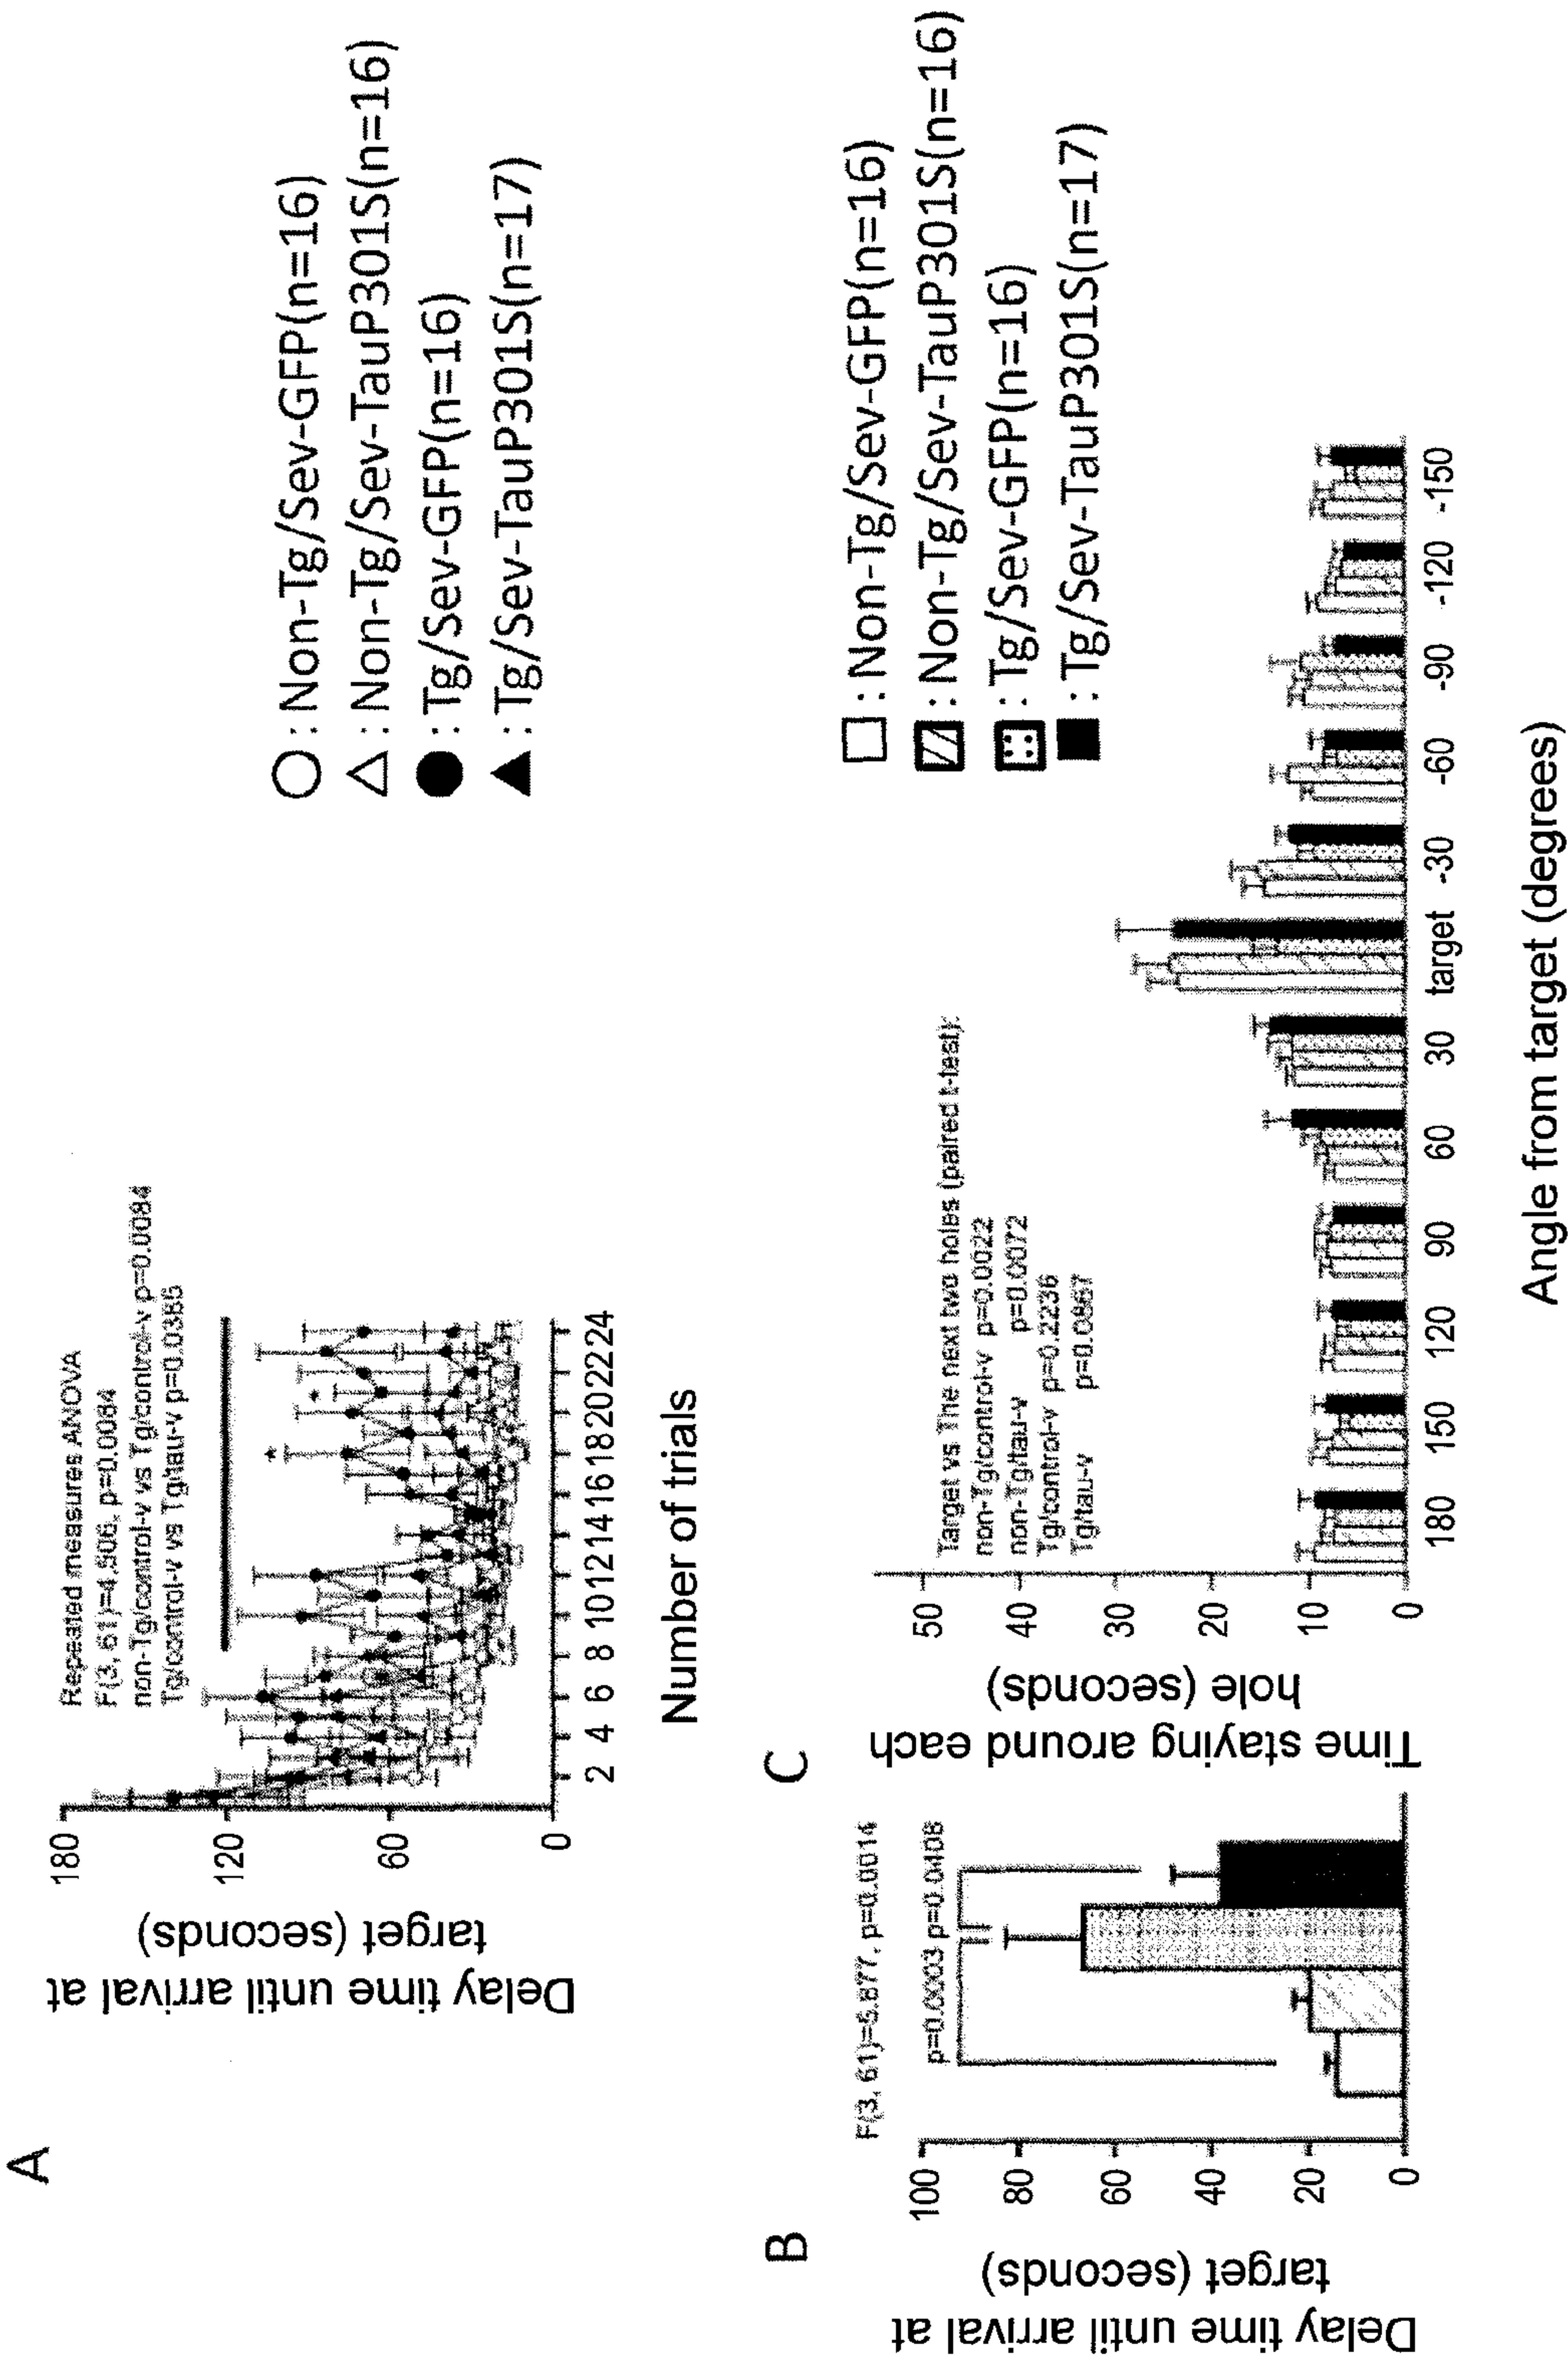 A
Delay time until arrival at
target (seconds)
180
120
60
0
Repeated measures ANOVA
F(3, 61)=4.506, p=0.0084
non-Tg/control-v vs Tg/control-v p=0.0084
Tg/control-v vs Tg/tau-v p=0.0385
*
*
2 4 6 8 10 12 14 16 18 20 22 24
Number of trials
○ : Non-Tg/Sev-GFP(n=16)
△ : Non-Tg/Sev-TauP301S(n=16)
● : Tg/Sev-GFP(n=16)
▲ : Tg/Sev-TauP301S(n=17)
B
Delay time until arrival at
target (seconds)
100
80
60
40
20
0
F(3, 61)=5.877, p=0.0014
p=0.0003 p=0.0408
C
Time staying around each
hole (seconds)
50
40
30
20
10
0
Target vs The next two holes (paired t-test):
non-Tg/control-v p=0.0022
non-Tg/tau-v p=0.0072
Tg/control-v p=0.2236
Tg/tau-v p=0.0867
180 150 120 90 60 30 target -30 -60 -90 -120 -150
Angle from target (degrees)
: Non-Tg/Sev-GFP(n=16)
: Non-Tg/Sev-TauP301S(n=16)
: Tg/Sev-GFP(n=16)
: Tg/Sev-TauP301S(n=17)